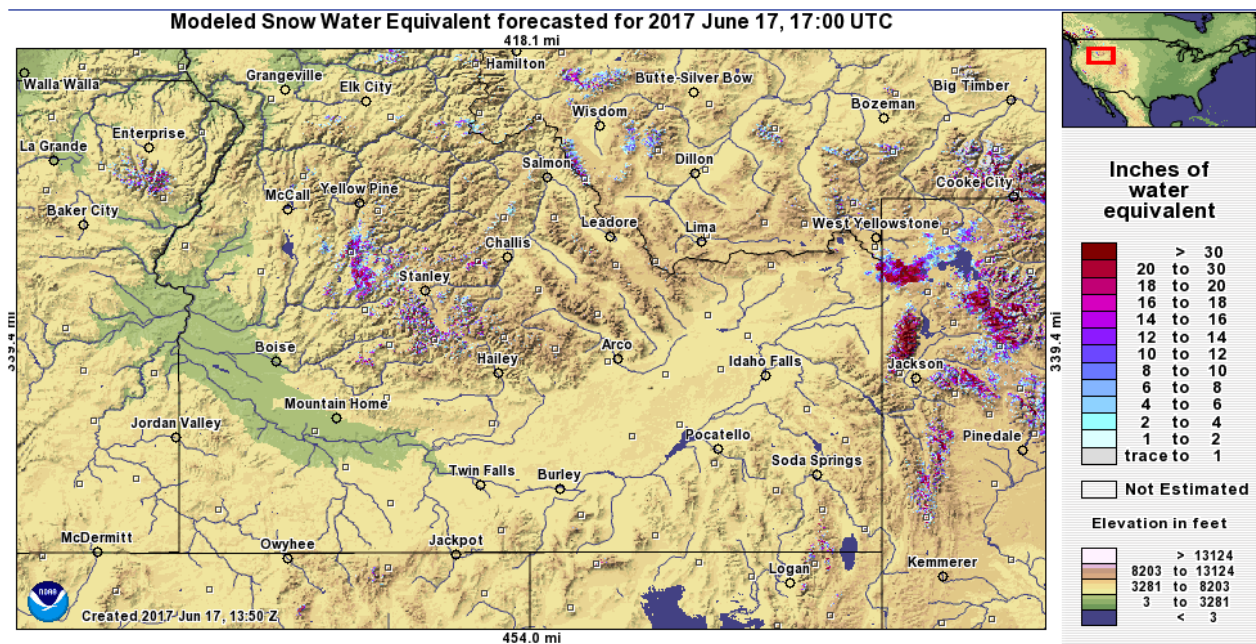 Modeled Snow Water Equivalent forecasted for 2017 June 17, 17:00 UTC
418.1 mi
Hamilton
Walla Walla
Grangeville
Elk City
Butte-Silver Bow
Big Timber
Wisdom
Bozeman
Enterprise
La Grande
Salmon
Dillon
Cooke City
Baker City
McCall
Yellow Pine
Leadore
Lima
West Yellowstone
Challis
Stanley
339.4 mi
339.4 mi
Boise
Hailey
Arco
Idaho Falls
Jackson
Mountain Home
Jordan Valley
Pocatello
Pinedale
Twin Falls
Burley
Soda Springs
McDermitt
Owyhee
Jackpot
Logan
Kemmerer
NOAA
Created 2017 Jun 17, 13:50 Z
454.0 mi
Inches of
water
equivalent
> 30
20 to 30
18 to 20
16 to 18
14 to 16
12 to 14
10 to 12
8 to 10
6 to 8
4 to 6
2 to 4
1 to 2
trace to 1
Not Estimated
Elevation in feet
> 13124
8203 to 13124
3281 to 8203
3 to 3281
< 3